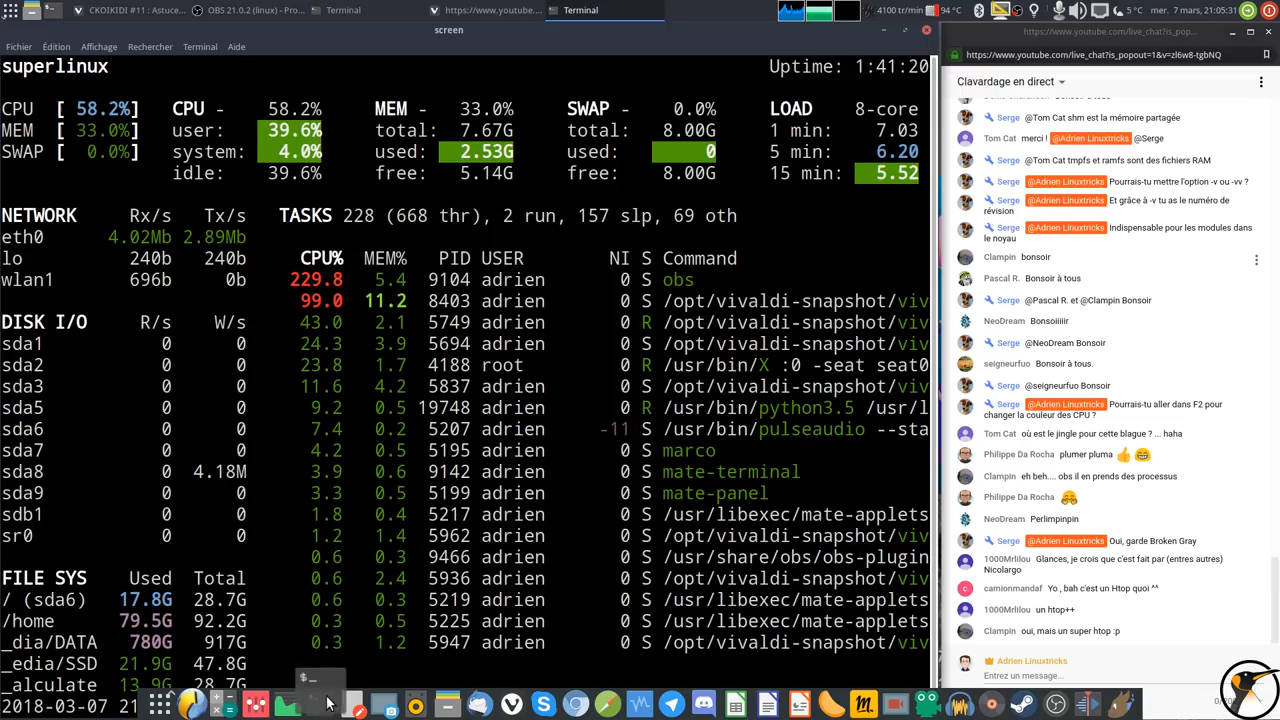 CKOIKIDI #11 : Astuce...
OBS 21.0.2 (linux) - Pro...
Terminal
https://www.youtube....
Terminal
4100 tr/min
94 °C
5 °C
mer. 7 mars, 21:05:31
screen
Fichier Édition Affichage Rechercher Terminal Aide
superlinux Uptime: 1:41:20
CPU [ 58.2%] CPU - 58.2% MEM - 33.0% SWAP - 0.0% LOAD 8-core
MEM [ 33.0%] user: 39.6% total: 7.67G total: 8.00G 1 min: 7.03
SWAP [ 0.0%] system: 4.0% used: 2.53G used: 0 5 min: 6.20
idle: 39.6% free: 5.14G free: 8.00G 15 min: 5.52
NETWORK Rx/s Tx/s TASKS thr), 2 run, 157 slp, 69 oth
eth0 4.02Mb 2.89Mb
lo 240b 240b CPU% MEM% PID USER NI S Command
wlan1 696b 0b 229.8 5.4 9104 adrien 0 S obs
99.0 11.2 8403 adrien 0 S /opt/vivaldi-snapshot/viv
DISK I/O R/s W/s 43.0 2.1 5749 adrien 0 R /opt/vivaldi-snapshot/viv
sda1 0 0 24.3 3.9 5694 adrien 0 S /opt/vivaldi-snapshot/viv
sda2 0 0 23.8 1.7 4189 root 0 R /usr/bin/X :0 -seat seat0
sda3 0 0 11.6 4.2 5837 adrien 0 S /opt/vivaldi-snapshot/viv
sda5 0 0 adrien 0 S /usr/bin/python3.5 /usr/l
sda6 0 0 7.4 0.2 5207 adrien -11 S /usr/bin/pulseaudio --sta
sda7 0 0 4.2 0.5 adrien 0 S marco
sda8 0 4.18M 3.9 adrien 0 S mate-terminal
sda9 0 0 3.3 0.5 5185 adrien 0 S mate-panel
sdb1 0 0 1.8 0.4 5217 adrien 0 S /usr/libexec/mate-applets
sr0 0 0 1.2 1.4 5896 adrien 0 S /opt/vivaldi-snapshot/viv
adrien 0 S /usr/share/obs/obs-plugin
FILE SYS Used Total 0.6 2.4 5925 adrien 0 S /opt/vivaldi-snapshot/viv
/ (sda6) 17.8G 28.7G 0.6 0.3 adrien 0 S /usr/libexec/mate-applets
/home 79.5G 92.2G 0.3 0.3 5225 adrien 0 S /usr/libexec/mate-applets
_dia/DATA 780G 917G 0.3 1.2 5947 adrien 0 S /opt/vivaldi-snapshot/viv
_edia/SSD 21.9G 47.8G
_alculate 13.9G 28.7G
2018-03-07 21
https://www.youtube.com/live_chat?is_pop...
https://www.youtube.com/live_chat?is_popout=1&v=zl6w8-tgbNQ
Clavardage en direct
Serge @Tom Cat shm est la mémoire partagée
Tom Cat merci ! @Adrien Linuxtricks @Serge
Serge @Tom Cat tmpfs et ramfs sont des fichiers RAM
Serge @Adrien Linuxtricks Pourrais-tu mettre l'option -v ou -vv ?
Serge @Adrien Linuxtricks Et grâce à -v tu as le numéro de
révision
Serge @Adrien Linuxtricks Indispensable pour les modules dans
le noyau
Clampin bonsoir
Pascal R. Bonsoir à tous
Serge @Pascal R. et @Clampin Bonsoir
NeoDream Bonsoiiiiir
Serge @NeoDream Bonsoir
seigneurfuo Bonsoir à tous.
Serge @seigneurfuo Bonsoir
Serge @Adrien Linuxtricks Pourrais-tu aller dans F2 pour
changer la couleur des CPU ?
Tom Cat où est le jingle pour cette blague ? ... haha
Philippe Da Rocha plumer pluma 👍 😂
Clampin eh beh.... obs il en prends des processus
Philippe Da Rocha 🤗
NeoDream Perlimpinpin
Serge @Adrien Linuxtricks Oui, garde Broken Gray
1000Mrlilou Glances, je crois que c'est fait par (entres autres)
Nicolargo
camionmandaf Yo , bah c'est un Htop quoi ^^
1000Mrlilou un htop++
Clampin oui, mais un super htop :p
Adrien Linuxtricks
Entrez un message...